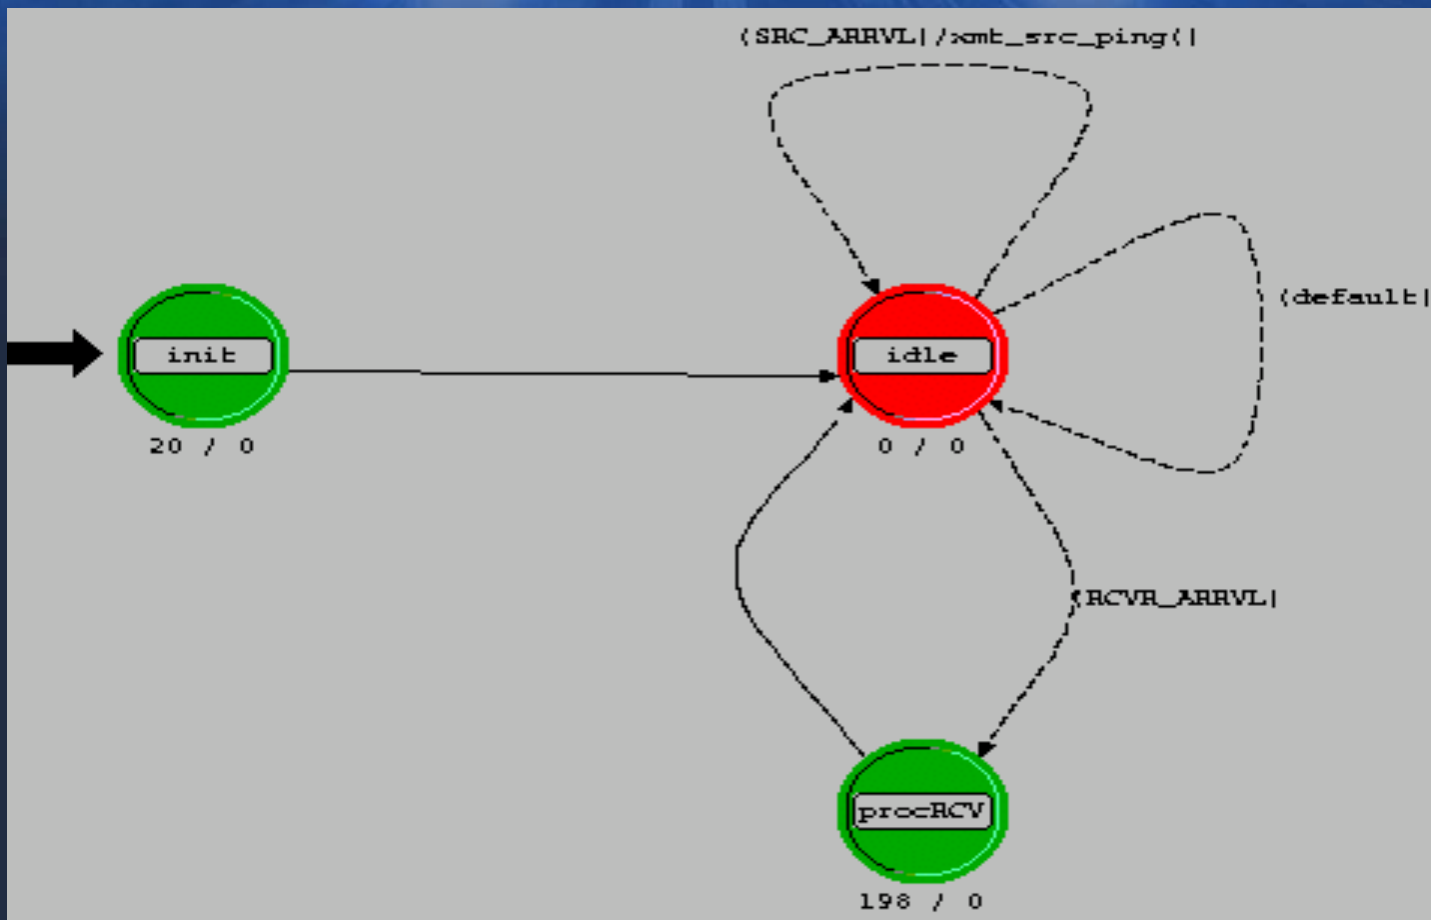 (SRC_ARRVL)/xmt_src_ping()
(default)
init
idle
20 / 0
0 / 0
(RCVR_ARRVL)
procRCV
198 / 0